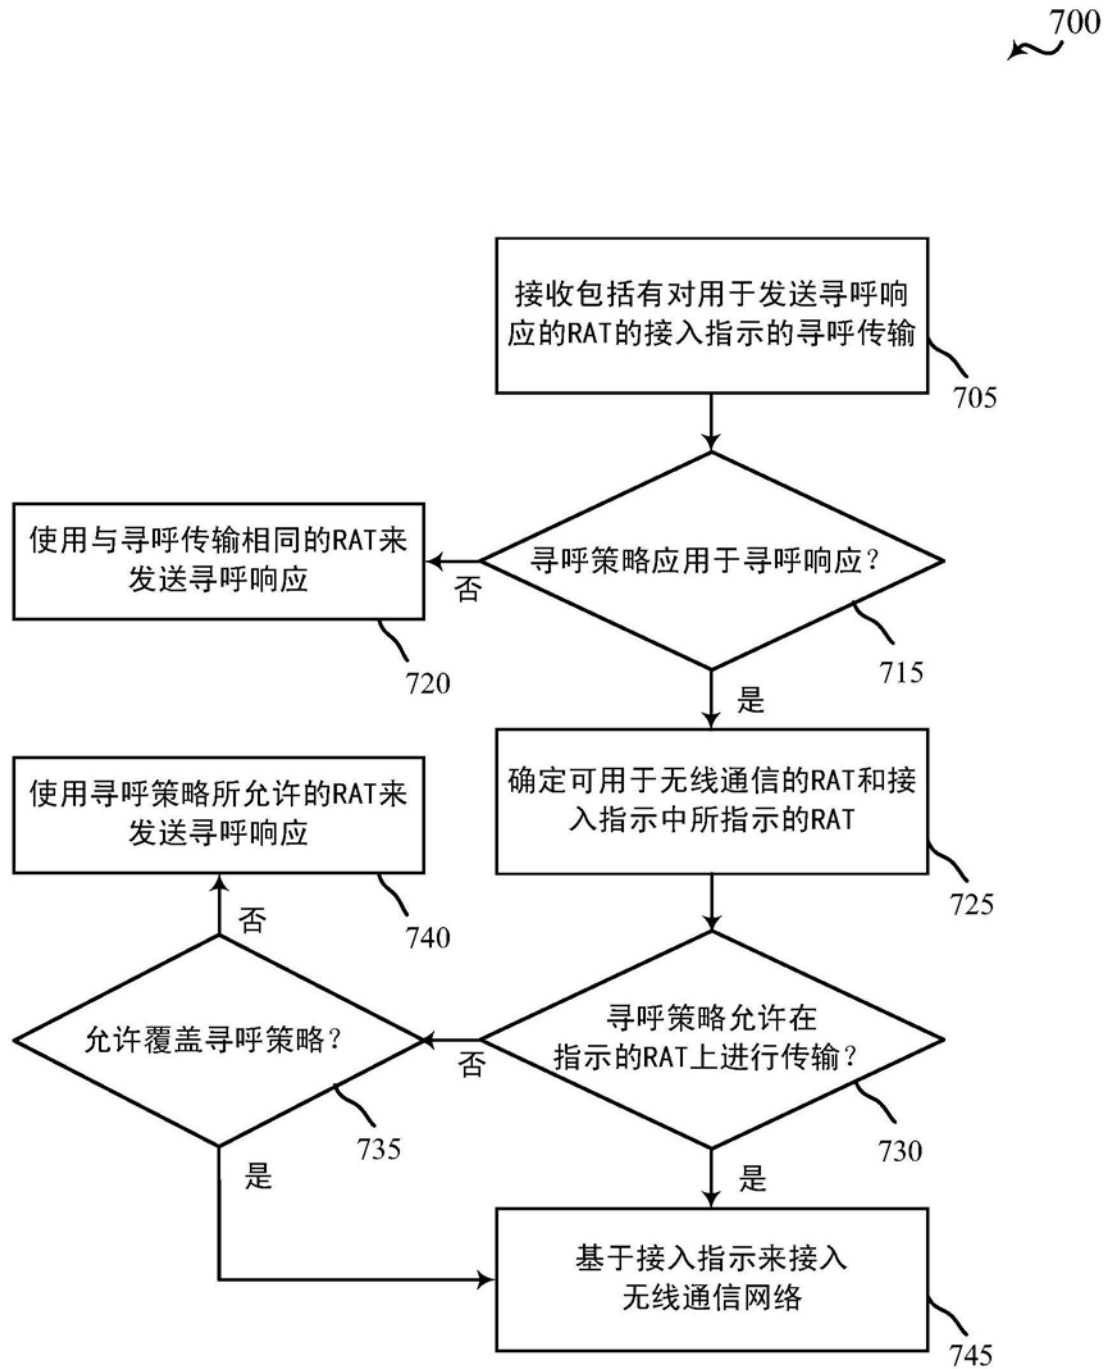 700
接收包括有对用于发送寻呼响
应的RAT的接入指示的寻呼传输
705
寻呼策略应用于寻呼响应?
715
否
使用与寻呼传输相同的RAT来
发送寻呼响应
720
是
确定可用于无线通信的RAT和接
入指示中所指示的RAT
725
寻呼策略允许在
指示的RAT上进行传输?
730
否
允许覆盖寻呼策略?
735
否
使用寻呼策略所允许的RAT来
发送寻呼响应
740
是
是
基于接入指示来接入
无线通信网络
745